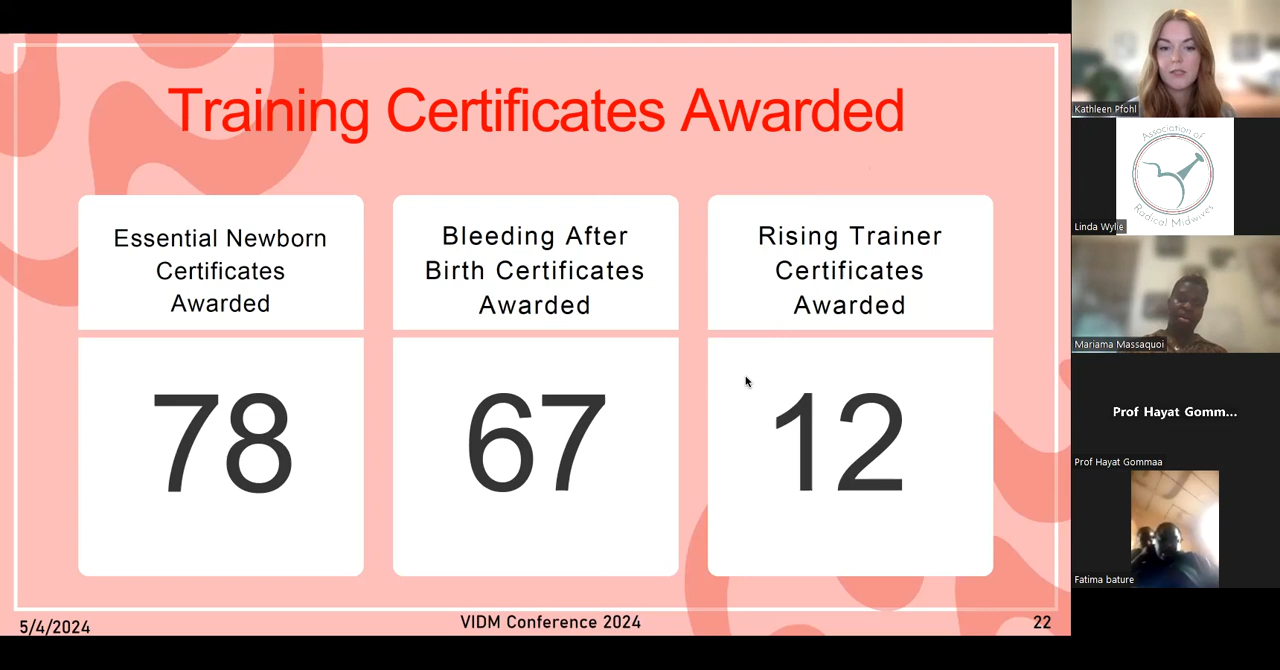 Training Certificates Awarded
Essential Newborn
Certificates
Awarded
78
Bleeding After
Birth Certificates
Awarded
67
Rising Trainer
Certificates
Awarded
12
5/4/2024
VIDM Conference 2024
22
Kathleen Pfohl
Association of
Radical Midwives
Linda Wylie
Mariama Massaquoi
Prof Hayat Gomm...
Prof Hayat Gommaa
Fatima bature